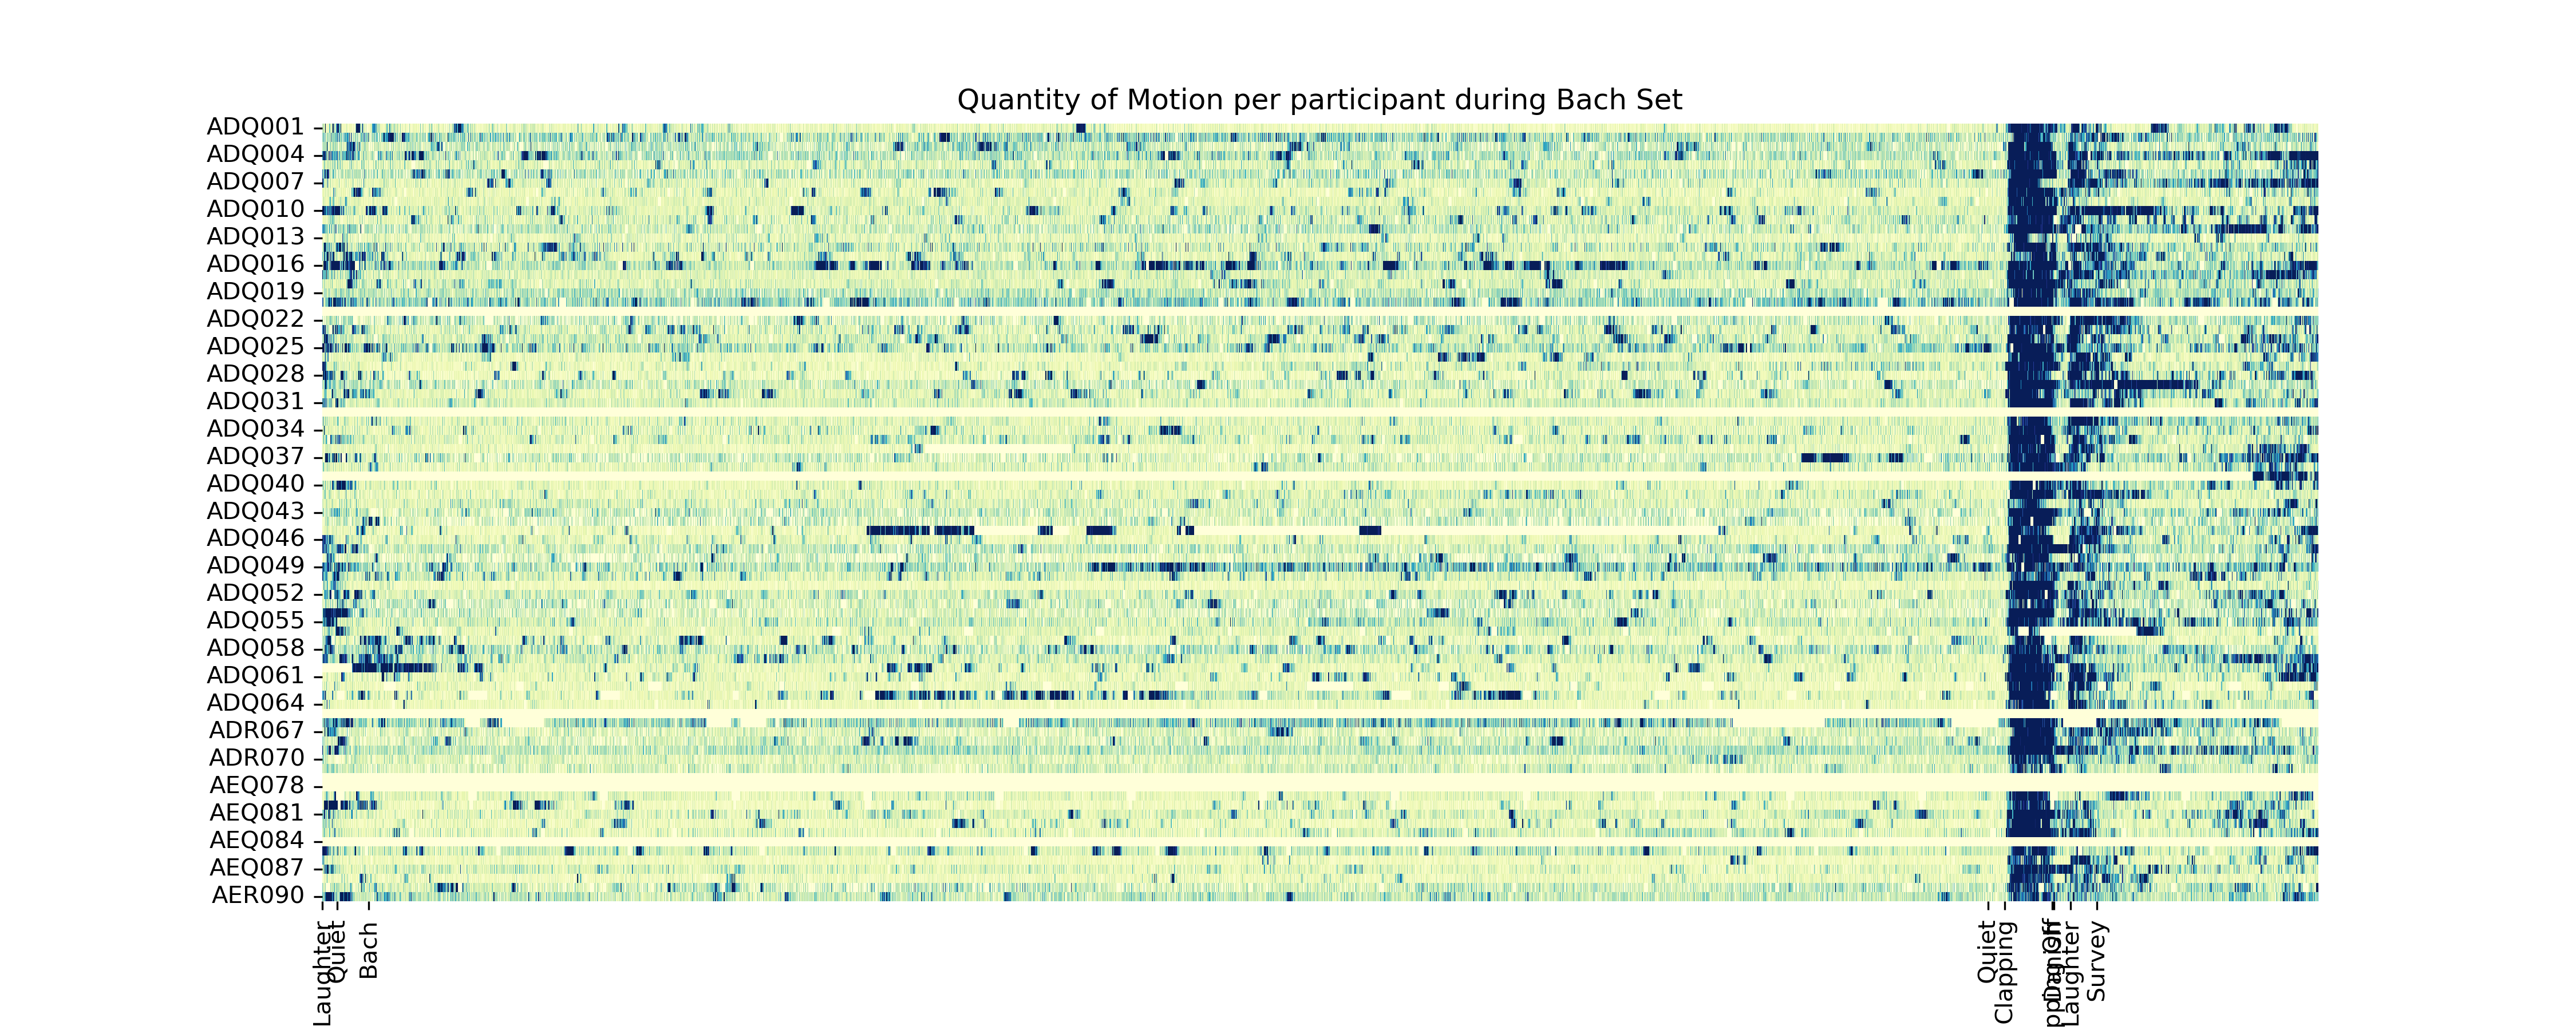 Quantity of Motion per participant during Bach Set
ADQ001
ADQ004
ADQ007
ADQ010
ADQ013
ADQ016
ADQ019
ADQ022
ADQ025
ADQ028
ADQ031
ADQ034
ADQ037
ADQ040
ADQ043
ADQ046
ADQ049
ADQ052
ADQ055
ADQ058
ADQ061
ADQ064
ADR067
ADR070
AEQ078
AEQ081
AEQ084
AEQ087
AER090
Laughter
Quiet
Bach
Quiet
Clapping
Laughter
Survey